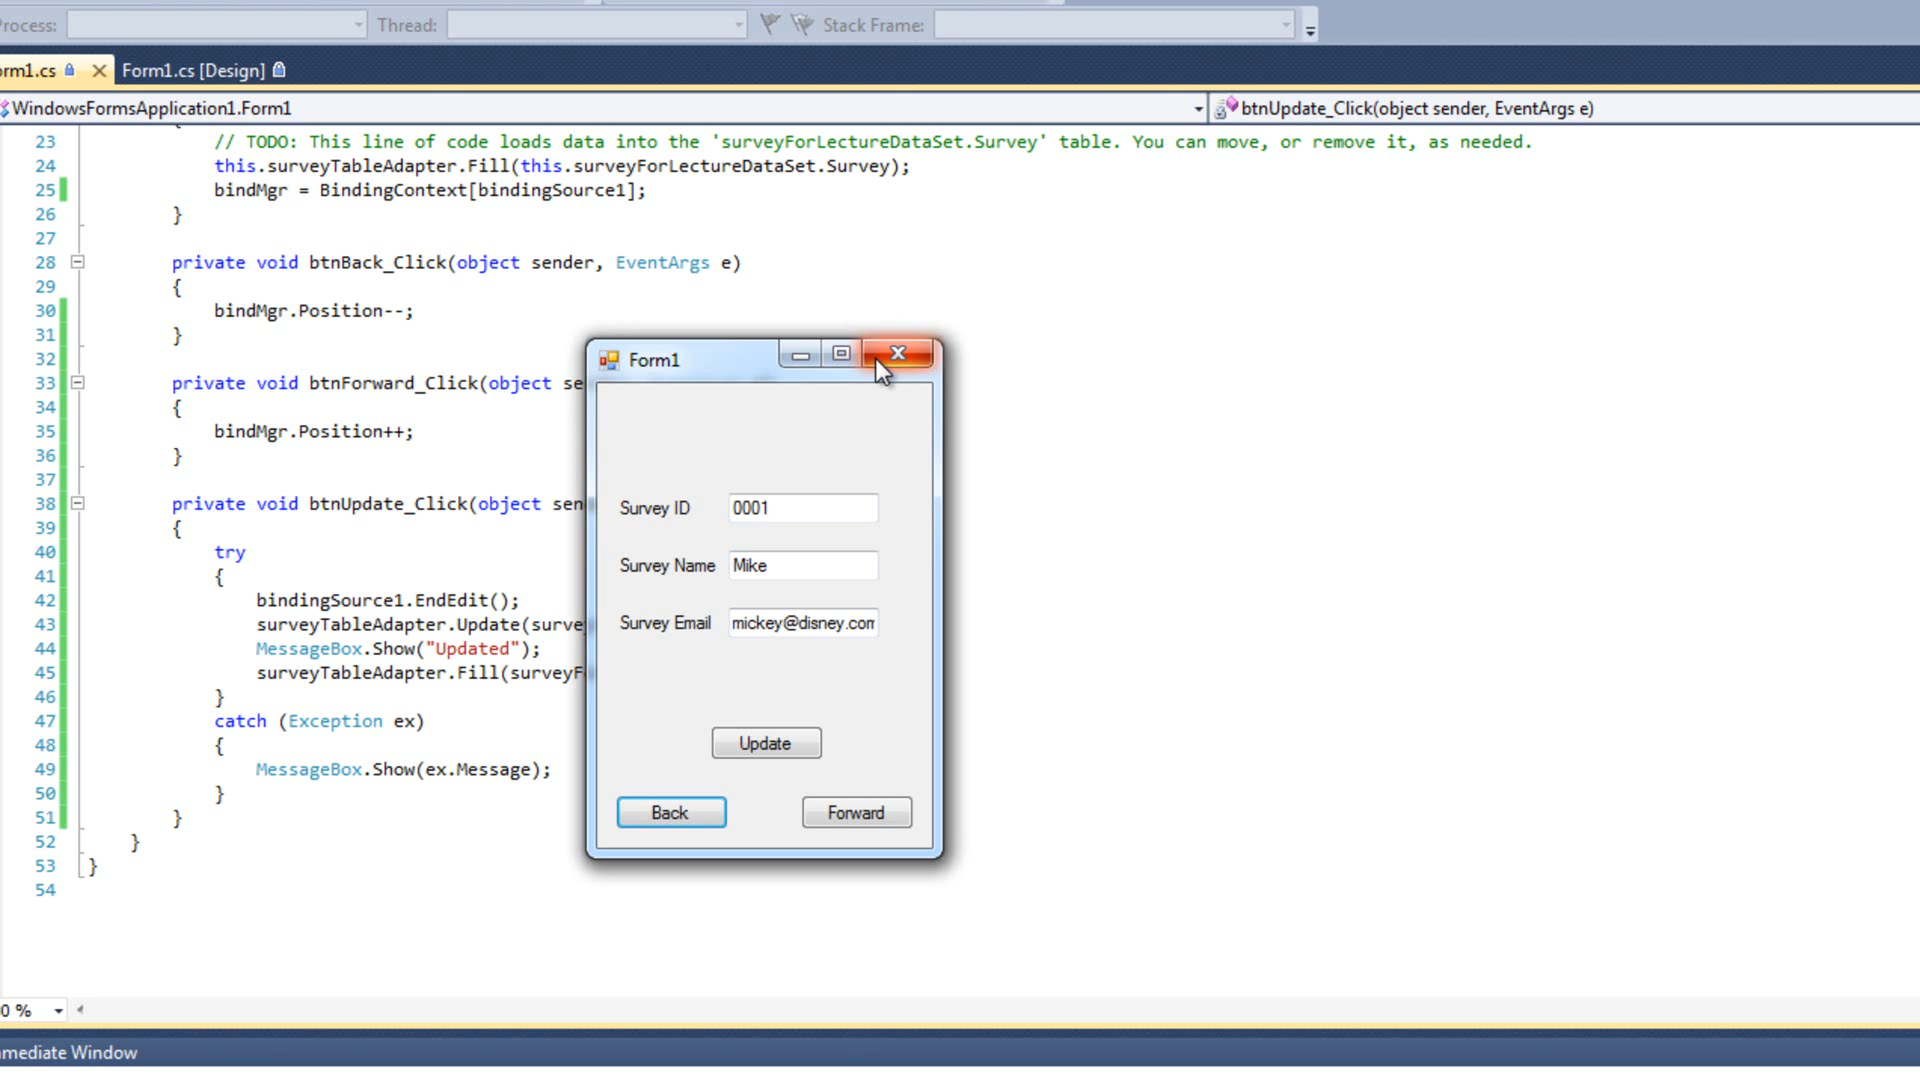 Process:
Thread:
Stack Frame:
orm1.cs
Form1.cs [Design]
WindowsFormsApplication1.Form1
btnUpdate_Click(object sender, EventArgs e)
{
23 // TODO: This line of code loads data into the 'surveyForLectureDataSet.Survey' table. You can move, or remove it, as needed.
24 this.surveyTableAdapter.Fill(this.surveyForLectureDataSet.Survey);
25 bindMgr = BindingContext[bindingSource1];
26 }
27
28 private void btnBack_Click(object sender, EventArgs e)
29 {
30 bindMgr.Position--;
31 }
32
33 private void btnForward_Click(object se
34 {
35 bindMgr.Position++;
36 }
37
38 private void btnUpdate_Click(object sen
39 {
40 try
41 {
42 bindingSource1.EndEdit();
43 surveyTableAdapter.Update(surve
44 MessageBox.Show("Updated");
45 surveyTableAdapter.Fill(surveyF
46 }
47 catch (Exception ex)
48 {
49 MessageBox.Show(ex.Message);
50 }
51 }
52 }
53 }
54
Form1
Survey ID 0001
Survey Name Mike
Survey Email mickey@disney.com
Update
Back Forward
0 %
mmediate Window